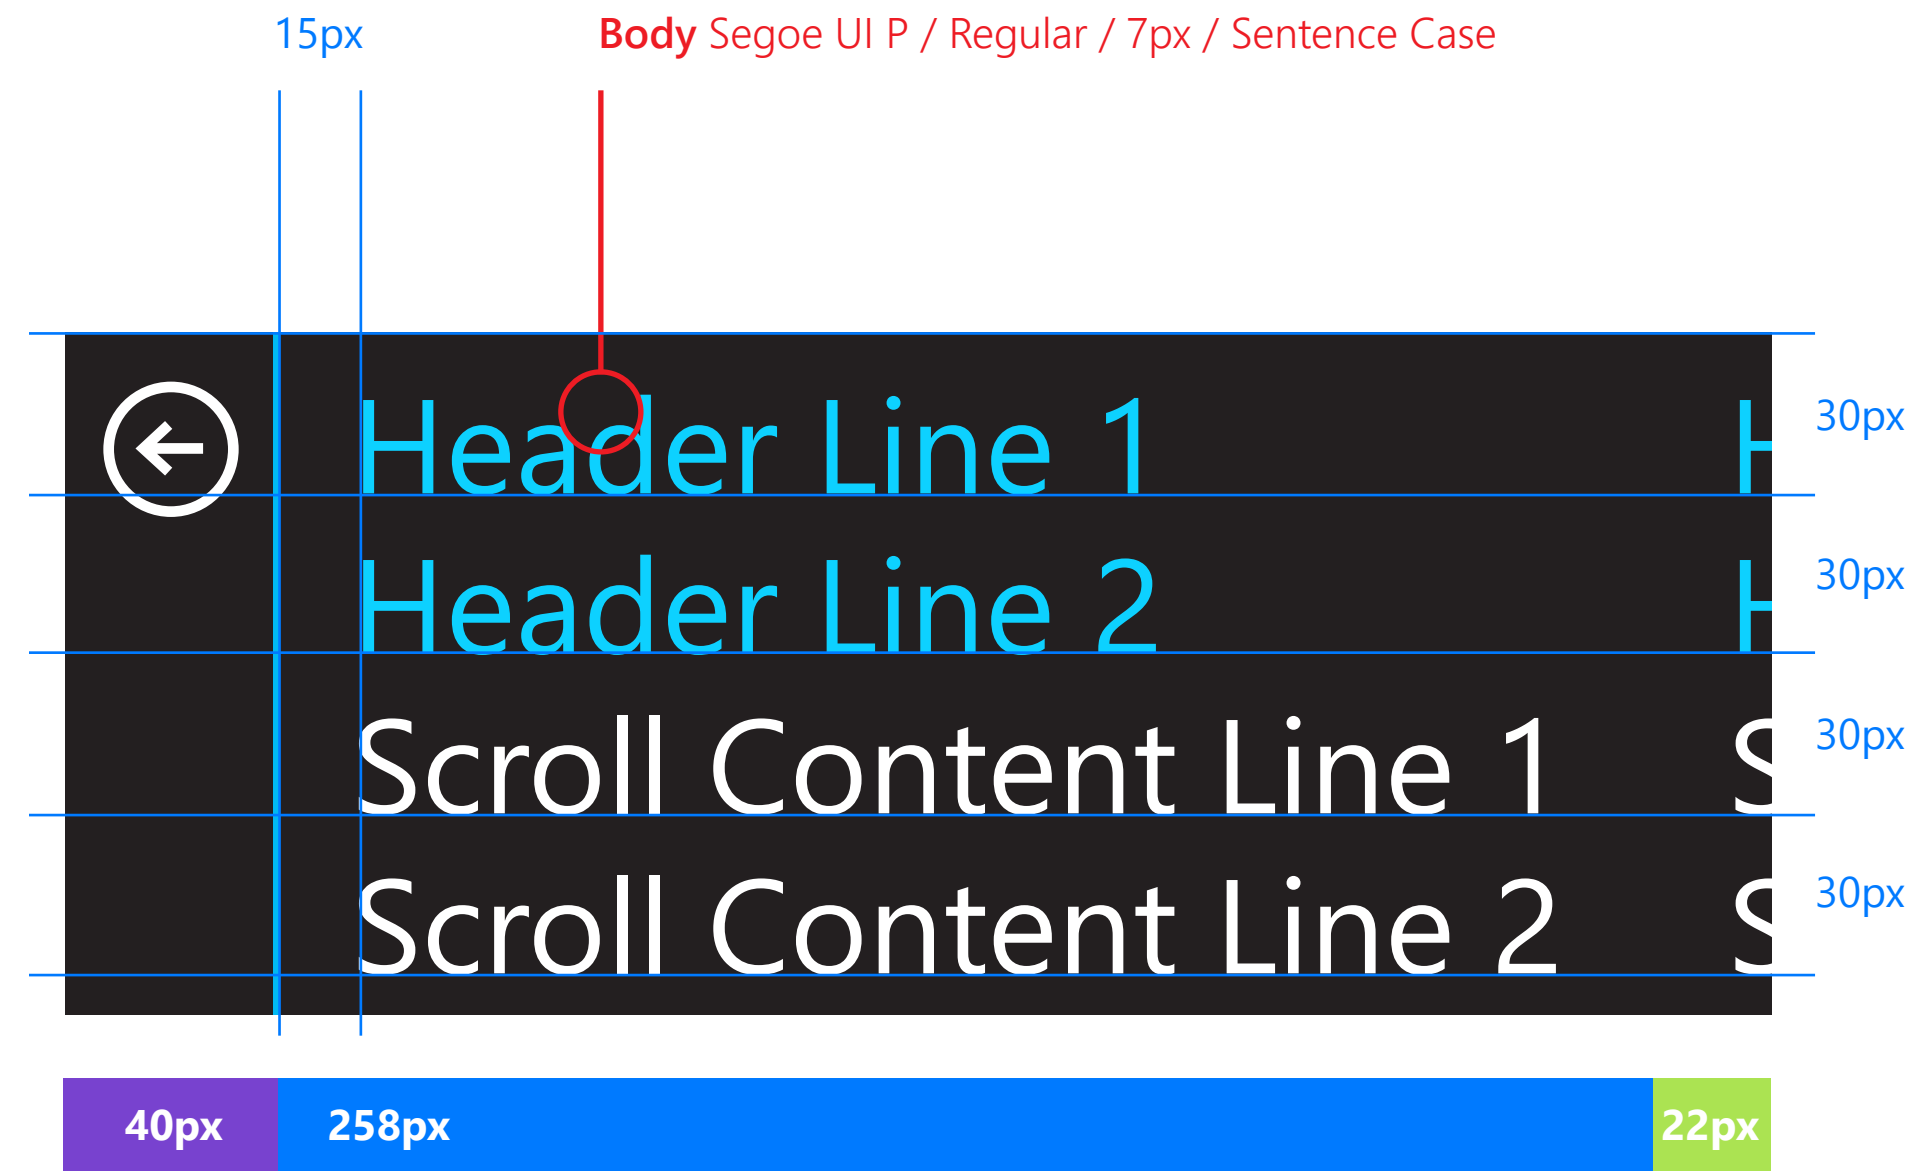 15px
Body Segoe UI P / Regular / 7px / Sentence Case
Header Line 1 H
30px
Header Line 2 H
30px
Scroll Content Line 1 S
30px
Scroll Content Line 2 S
30px
40px 258px 22px